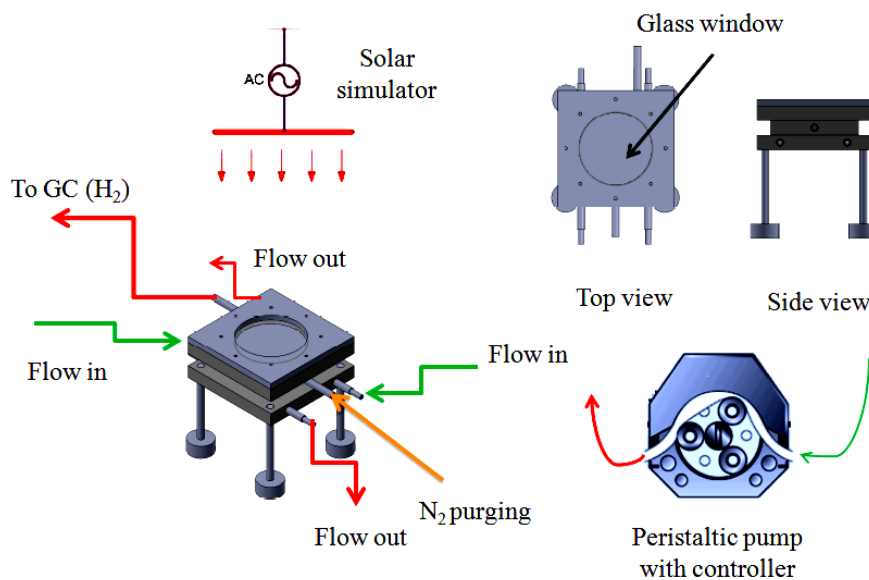 Glass window
Solar
simulator
AC
To GC (H₂)
Flow out
Top view
Side view
Flow in
Flow in
N₂ purging
Flow out
Peristaltic pump
with controller